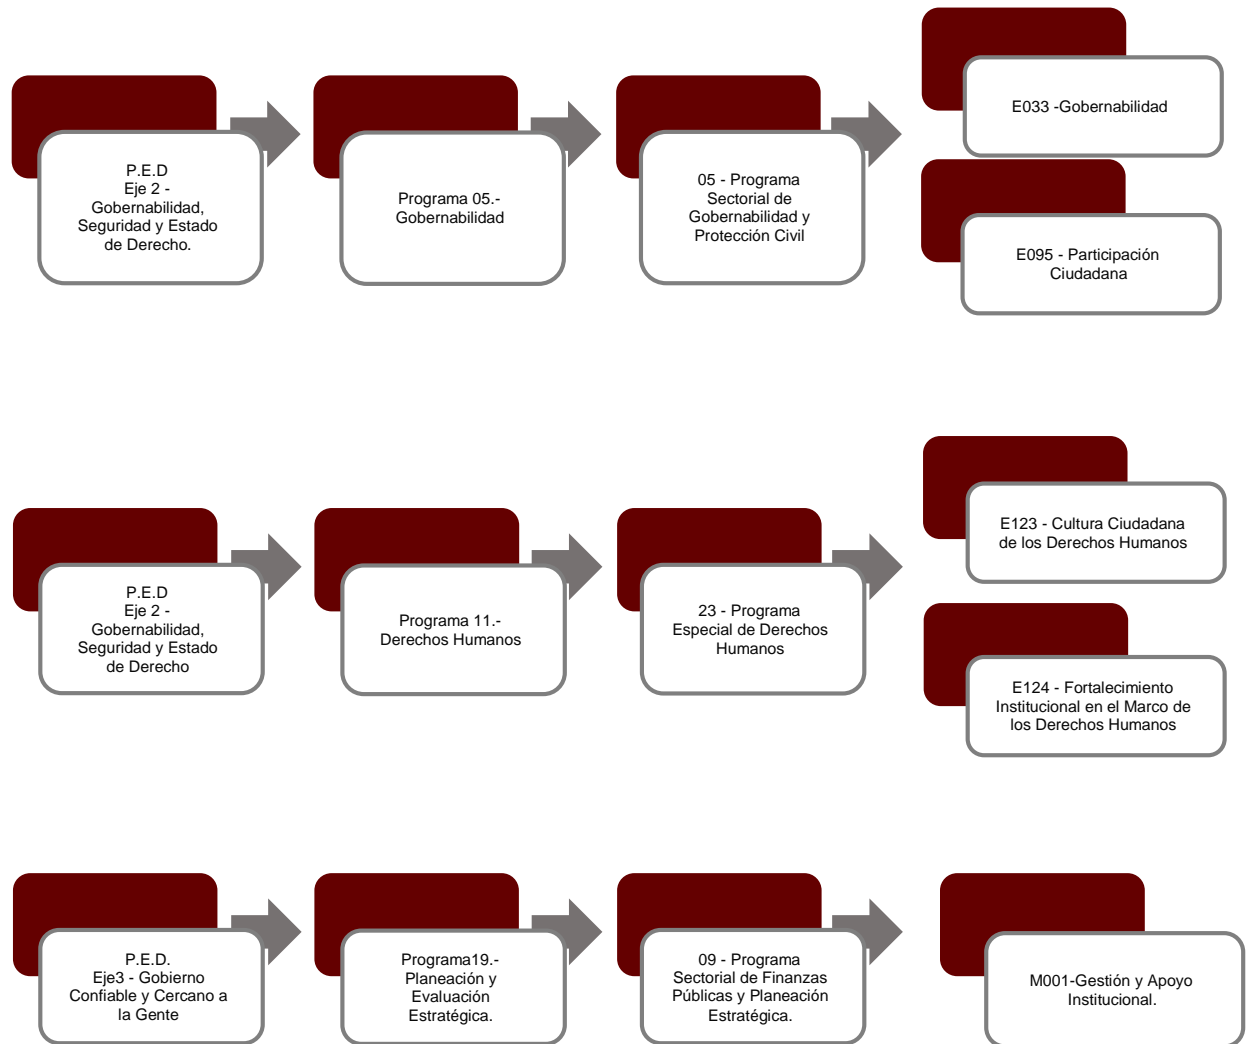 P.E.D
Eje 2 -
Gobernabilidad,
Seguridad y Estado
de Derecho.
Programa 05.-
Gobernabilidad
05 - Programa
Sectorial de
Gobernabilidad y
Protección Civil
E033 -Gobernabilidad
E095 - Participación
Ciudadana
P.E.D
Eje 2 -
Gobernabilidad,
Seguridad y Estado
de Derecho
Programa 11.-
Derechos Humanos
23 - Programa
Especial de Derechos
Humanos
E123 - Cultura Ciudadana
de los Derechos Humanos
E124 - Fortalecimiento
Institucional en el Marco de
los Derechos Humanos
P.E.D.
Eje3 - Gobierno
Confiable y Cercano a
la Gente
Programa19.-
Planeación y
Evaluación
Estratégica.
09 - Programa
Sectorial de Finanzas
Públicas y Planeación
Estratégica.
M001-Gestión y Apoyo
Institucional.